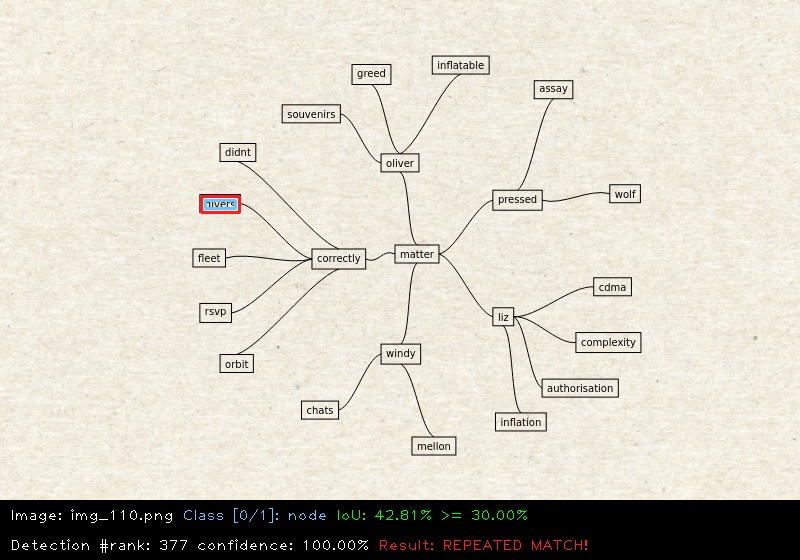 inflatable
greed
assay
souvenirs
didnt
oliver
wolf
pressed
matter
fleet
correctly
cdma
rsvp
liz
complexity
windy
orbit
authorisation
chats
inflation
mellon
Image: img_110.png Class [0/1]: node IoU: 42.81% >= 30.00%
Detection #rank: 377 confidence: 100.00% Result: REPEATED MATCH!